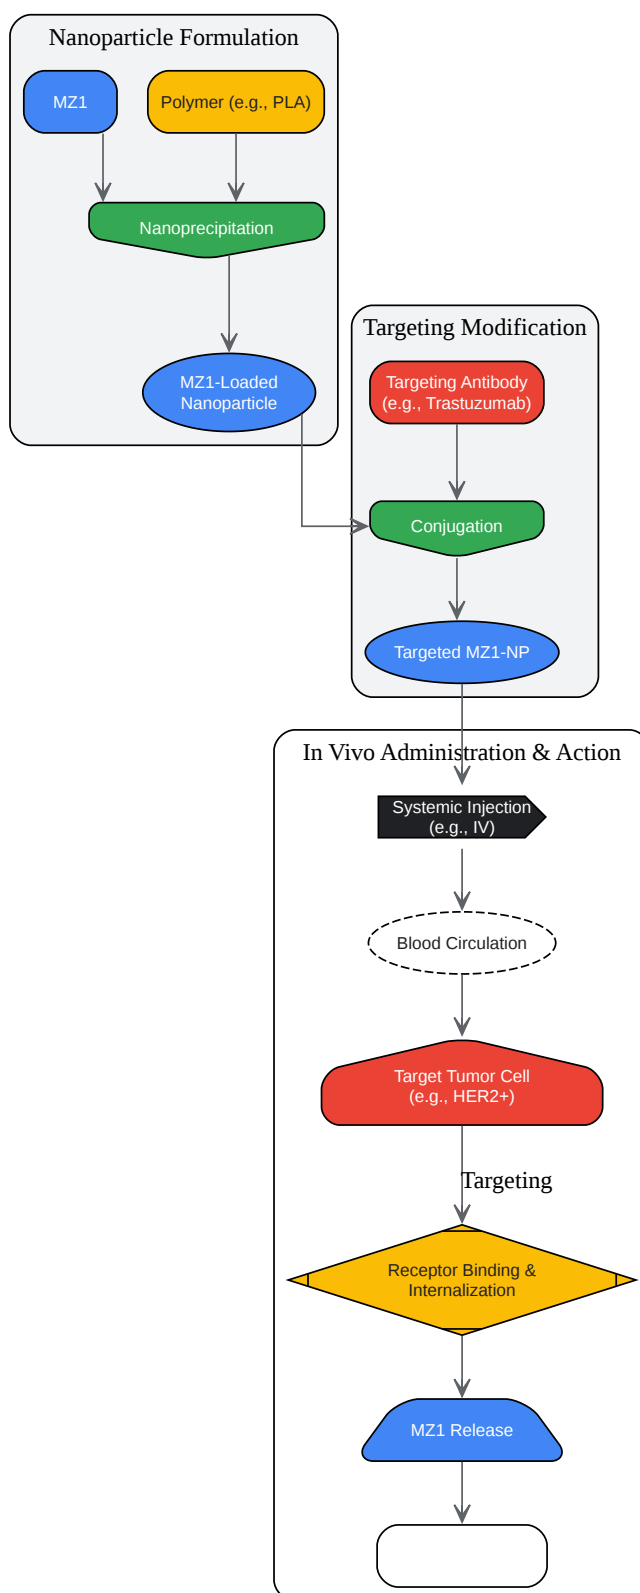 Nanoparticle Formulation
MZ1
Polymer (e.g., PLA)
Nanoprecipitation
MZ1-Loaded
Nanoparticle
Targeting Modification
Targeting Antibody
(e.g., Trastuzumab)
Conjugation
Targeted MZ1-NP
In Vivo Administration & Action
Systemic Injection
(e.g., IV)
Blood Circulation
Target Tumor Cell
(e.g., HER2+)
Targeting
Receptor Binding &
Internalization
MZ1 Release